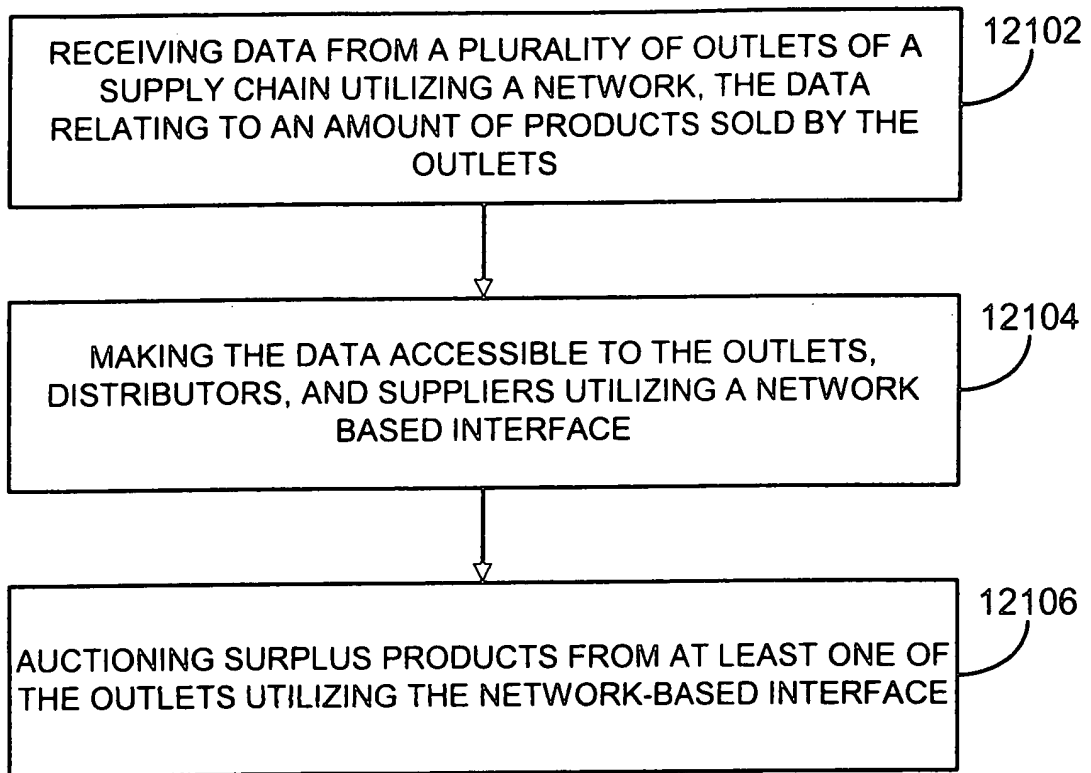 RECEIVING DATA FROM A PLURALITY OF OUTLETS OF A
SUPPLY CHAIN UTILIZING A NETWORK, THE DATA
RELATING TO AN AMOUNT OF PRODUCTS SOLD BY THE
OUTLETS
12102
MAKING THE DATA ACCESSIBLE TO THE OUTLETS,
DISTRIBUTORS, AND SUPPLIERS UTILIZING A NETWORK
BASED INTERFACE
12104
AUCTIONING SURPLUS PRODUCTS FROM AT LEAST ONE OF
THE OUTLETS UTILIZING THE NETWORK-BASED INTERFACE
12106